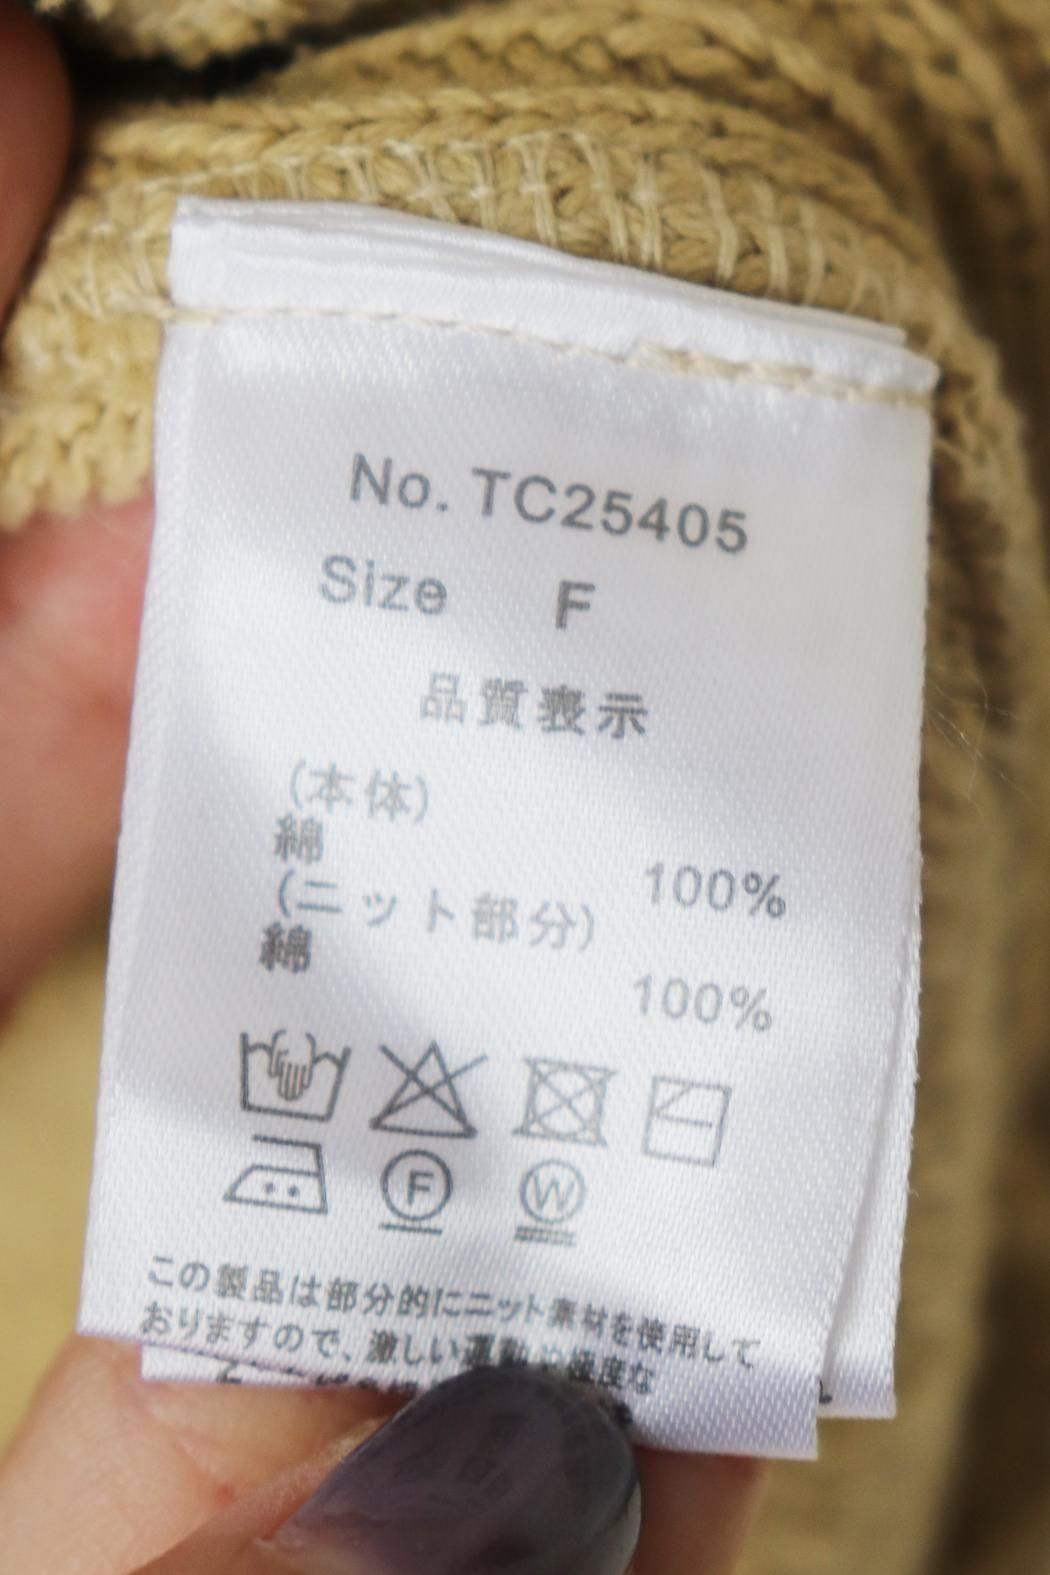 No. TC25405
Size F
品質表示
(本体)
綿 100%
(ニット部分)
綿 100%
F W
この製品は部分的にニット素材を使用して
おりますので、激しい運動や極度な